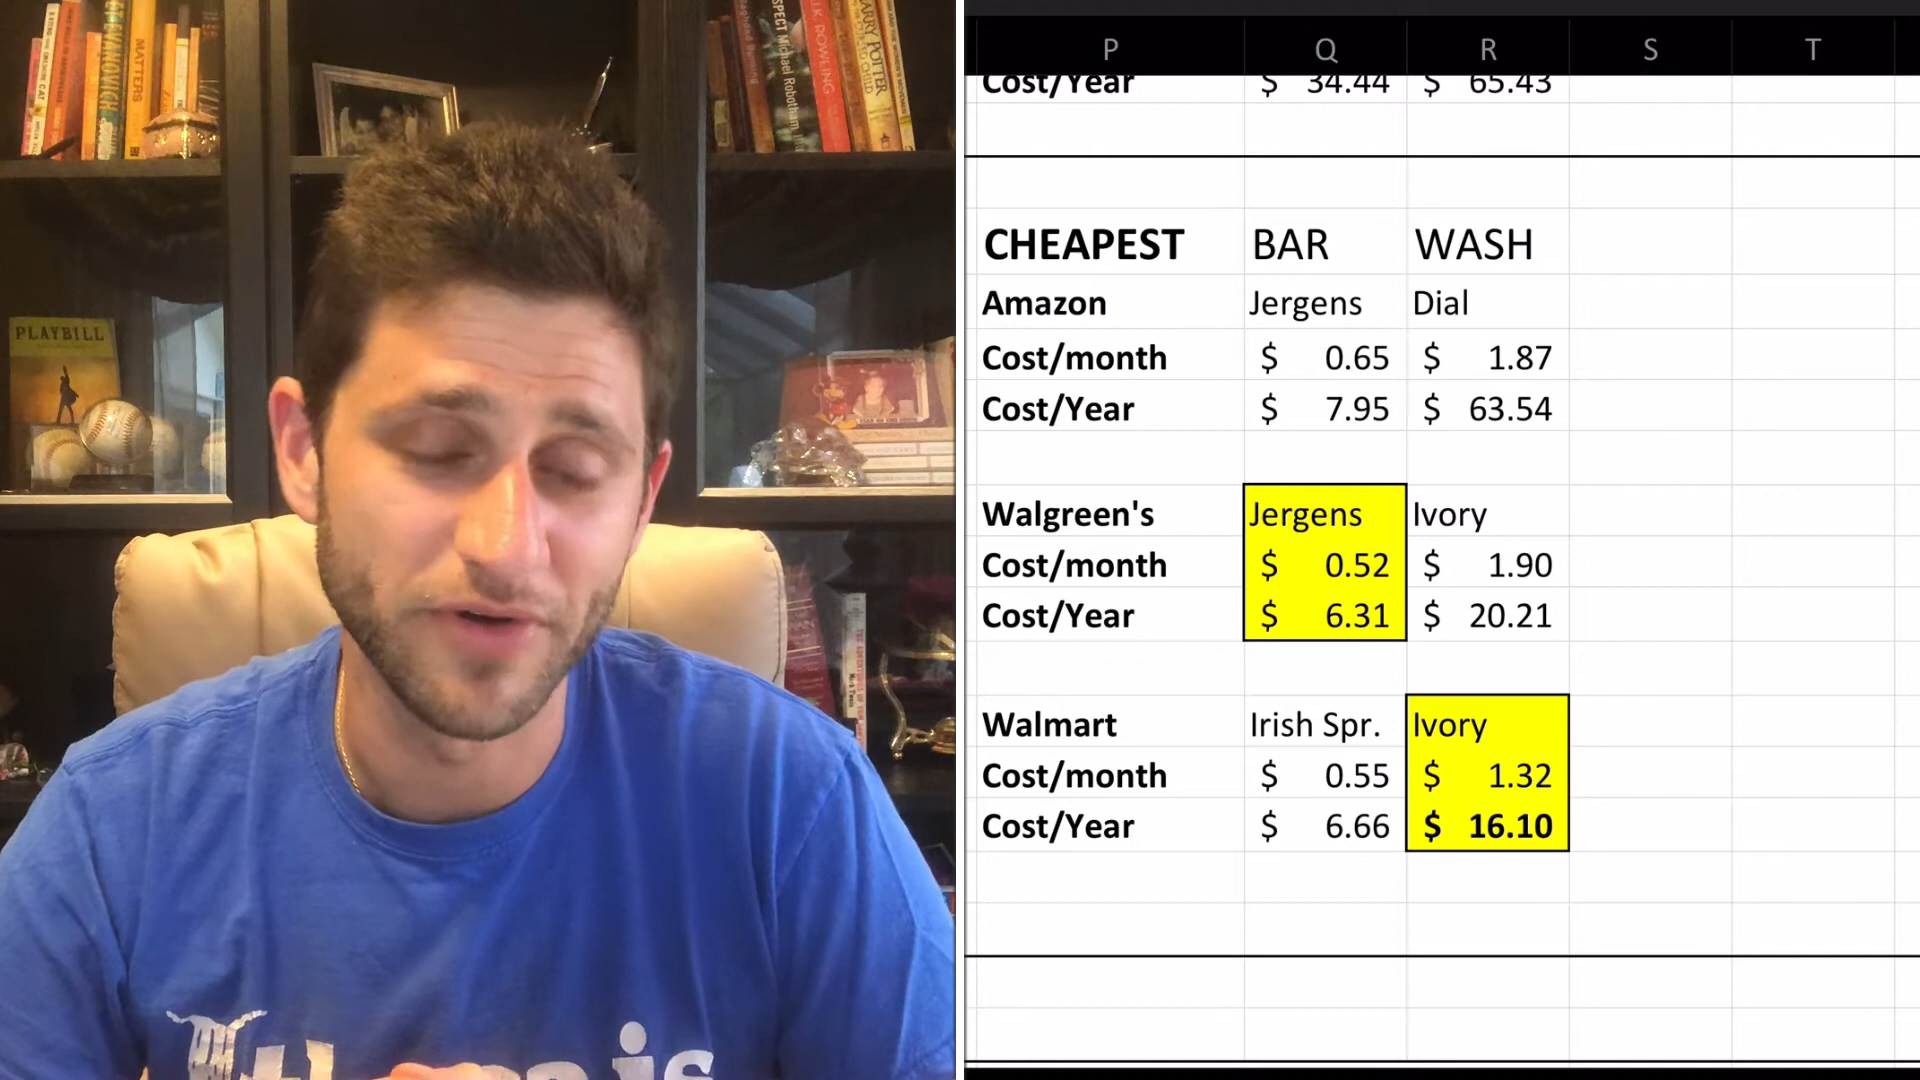 EVANOVICH
MATTERS
SPECT Michael Robotham
J.K. ROWLING
HARRY POTTER
PLAYBILL
P Q R S T
Cost/Year $ 34.44 $ 65.43
CHEAPEST BAR WASH
Amazon Jergens Dial
Cost/month $ 0.65 $ 1.87
Cost/Year $ 7.95 $ 63.54
Walgreen's Jergens Ivory
Cost/month $ 0.52 $ 1.90
Cost/Year $ 6.31 $ 20.21
Walmart Irish Spr. Ivory
Cost/month $ 0.55 $ 1.32
Cost/Year $ 6.66 $ 16.10